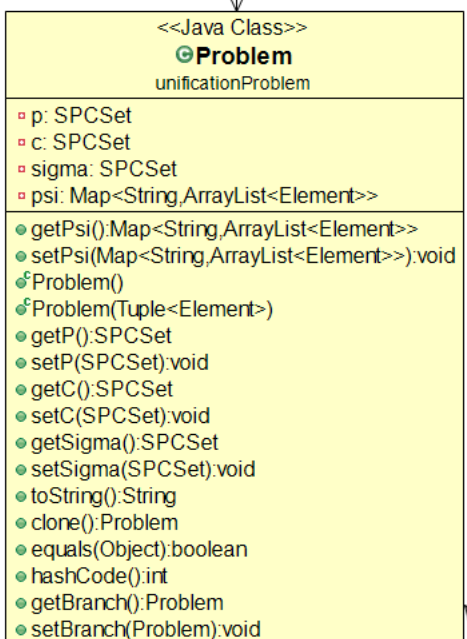 <<Java Class>>
Problem
unificationProblem
p: SPCSet
c: SPCSet
sigma: SPCSet
psi: Map<String,ArrayList<Element>>
getPsi():Map<String,ArrayList<Element>>
setPsi(Map<String,ArrayList<Element>>):void
Problem()
Problem(Tuple<Element>)
getP():SPCSet
setP(SPCSet):void
getC():SPCSet
setC(SPCSet):void
getSigma():SPCSet
setSigma(SPCSet):void
toString():String
clone():Problem
equals(Object):boolean
hashCode():int
getBranch():Problem
setBranch(Problem):void